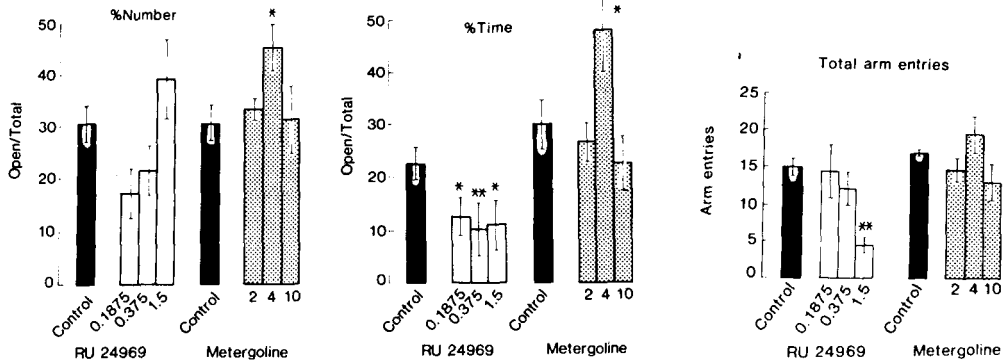 %Number
*
50
40
30
20
10
0
Open/Total
Control
0.1875
0.375
1.5
Control
2 4 10
RU 24969
Metergoline
%Time
*
50
40
30
20
10
0
Open/Total
*
**
*
Control
0.1875
0.375
1.5
Control
2 4 10
RU 24969
Metergoline
Total arm entries
25
20
15
10
5
0
Arm entries
**
Control
0.1875
0.375
1.5
Control
2 4 10
RU 24969
Metergoline